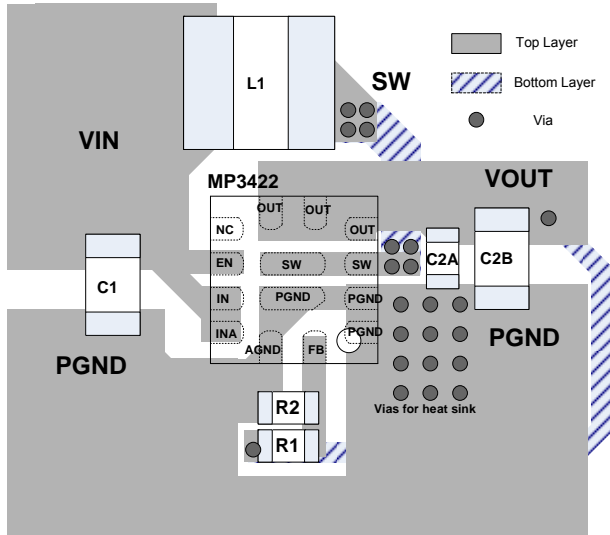 L1
SW
Top Layer
Bottom Layer
Via
VIN
MP3422
VOUT
OUT
OUT
NC
OUT
EN
SW
SW
C2A
C2B
C1
IN
PGND
PGND
INA
PGND
PGND
PGND
AGND
FB
R2
Vias for heat sink
R1